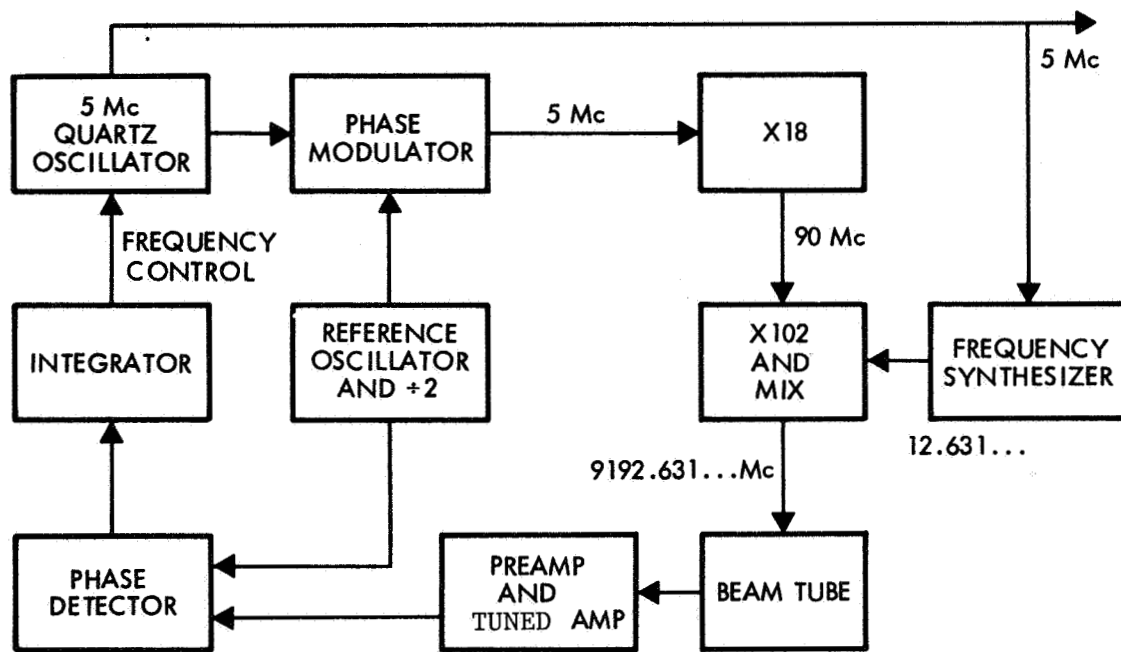 5 Mc
5 Mc
QUARTZ
OSCILLATOR
PHASE
MODULATOR
5 Mc
X18
FREQUENCY
CONTROL
90 Mc
INTEGRATOR
REFERENCE
OSCILLATOR
AND ÷2
X102
AND
MIX
FREQUENCY
SYNTHESIZER
12.631...
9192.631...Mc
PHASE
DETECTOR
PREAMP
AND
TUNED AMP
BEAM TUBE